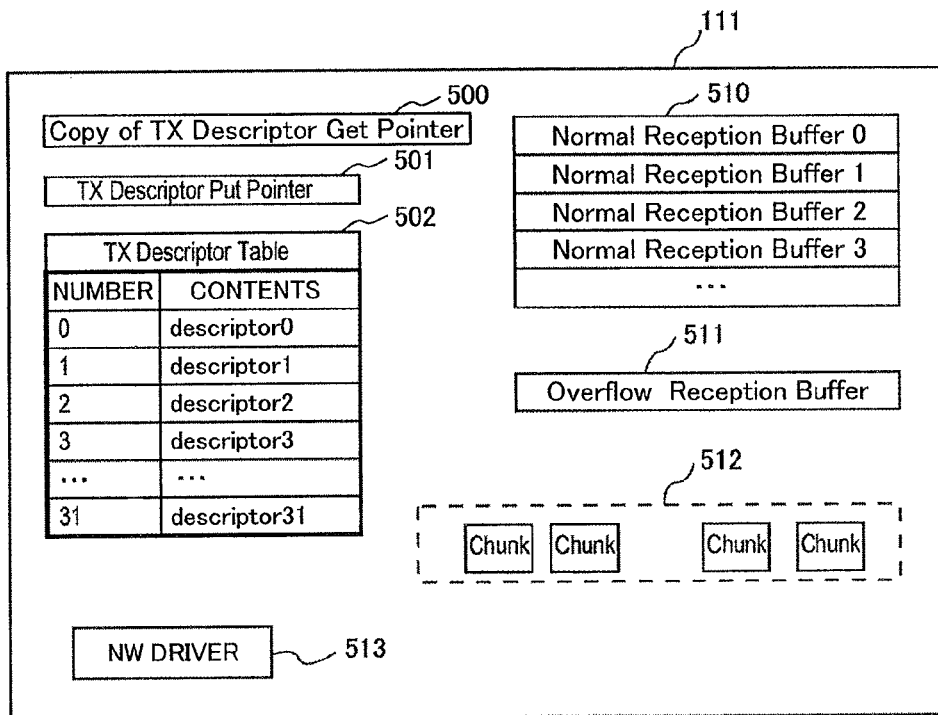 111
500
Copy of TX Descriptor Get Pointer
501
TX Descriptor Put Pointer
502
TX Descriptor Table
NUMBER CONTENTS
0 descriptor0
1 descriptor1
2 descriptor2
3 descriptor3
... ...
31 descriptor31
510
Normal Reception Buffer 0
Normal Reception Buffer 1
Normal Reception Buffer 2
Normal Reception Buffer 3
...
511
Overflow Reception Buffer
512
Chunk Chunk Chunk Chunk
NW DRIVER 513